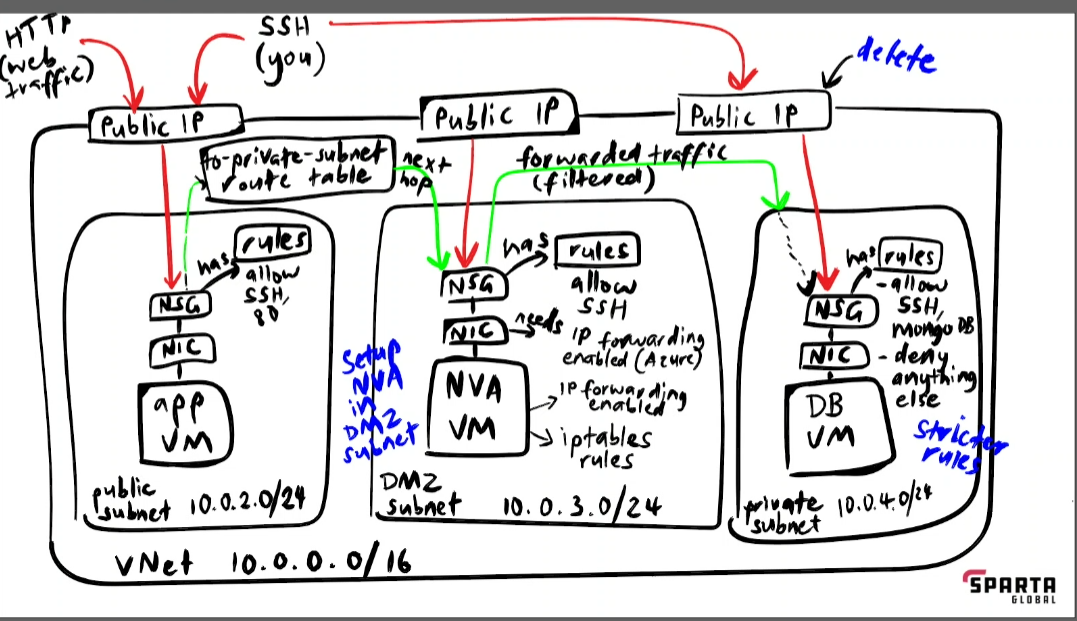 HTTP
(web
traffic)
SSH
(you)
delete
Public IP
Public IP
Public IP
to-private-subnet
route table
next
hop
forwarded traffic
(filtered)
has
rules
allow
SSH,
80
NSG
NIC
app
VM
public
subnet 10.0.2.0/24
Setup
NVA
in
DMZ
subnet
has
rules
allow
SSH
NSG
NIC
needs
IP forwarding
enabled (Azure)
NVA
VM
IP forwarding
enabled
iptables
rules
DMZ
subnet 10.0.3.0/24
has
rules
- allow
SSH,
mongoDB
- deny
anything
else
NSG
NIC
DB
VM
Stricter
rules
private
subnet 10.0.4.0/24
VNet 10.0.0.0/16
SPARTA
GLOBAL